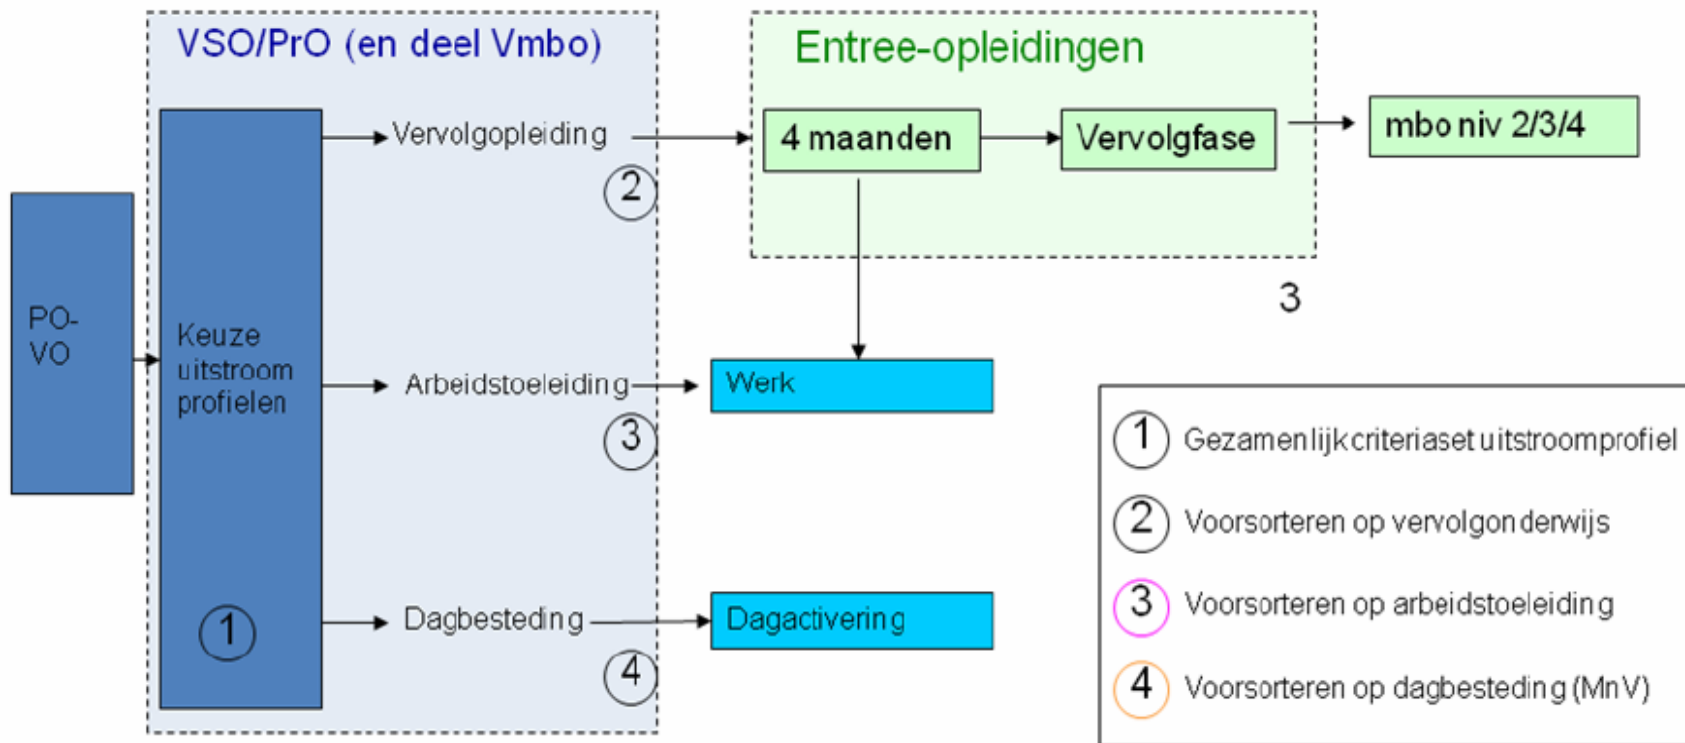 VSO/PrO (en deel Vmbo)
Entree-opleidingen
Vervolgopleiding
4 maanden
Vervolgfase
mbo niv 2/3/4
2
PO-
VO
Keuze
uitstroom
profielen
3
Arbeidstoeleiding
Werk
3
1
Dagbesteding
Dagactivering
4
1 Gezamenlijk criteriaset uitstroomprofiel
2 Voorsorteren op vervolgonderwijs
3 Voorsorteren op arbeidstoeleiding
4 Voorsorteren op dagbesteding (MnV)